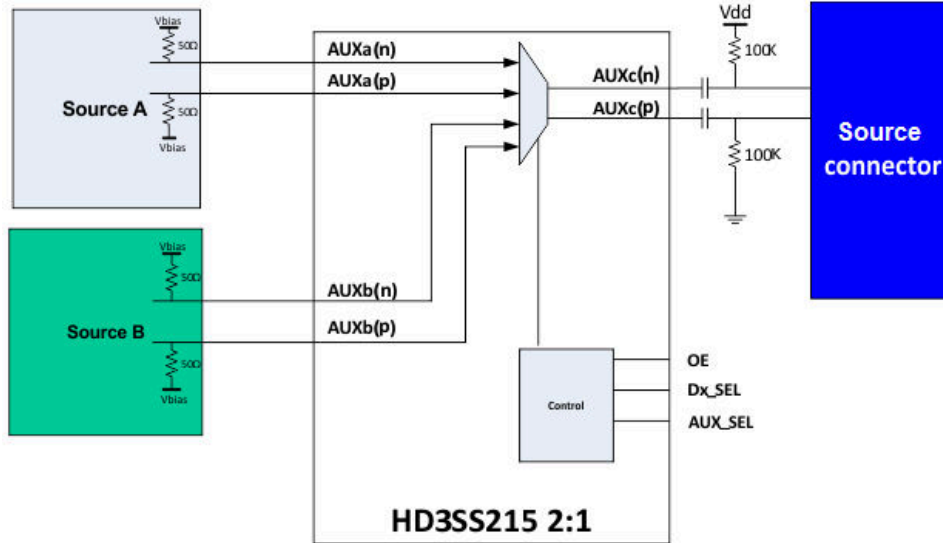 Vbias
50Ω
AUXa(n)
AUXa(p)
Source A
50Ω
Vbias
Vdd
100K
AUXc(n)
AUXc(p)
100K
Source
connector
Vbias
50Ω
AUXb(n)
AUXb(p)
Source B
50Ω
Vbias
Control
OE
Dx_SEL
AUX_SEL
HD3SS215 2:1